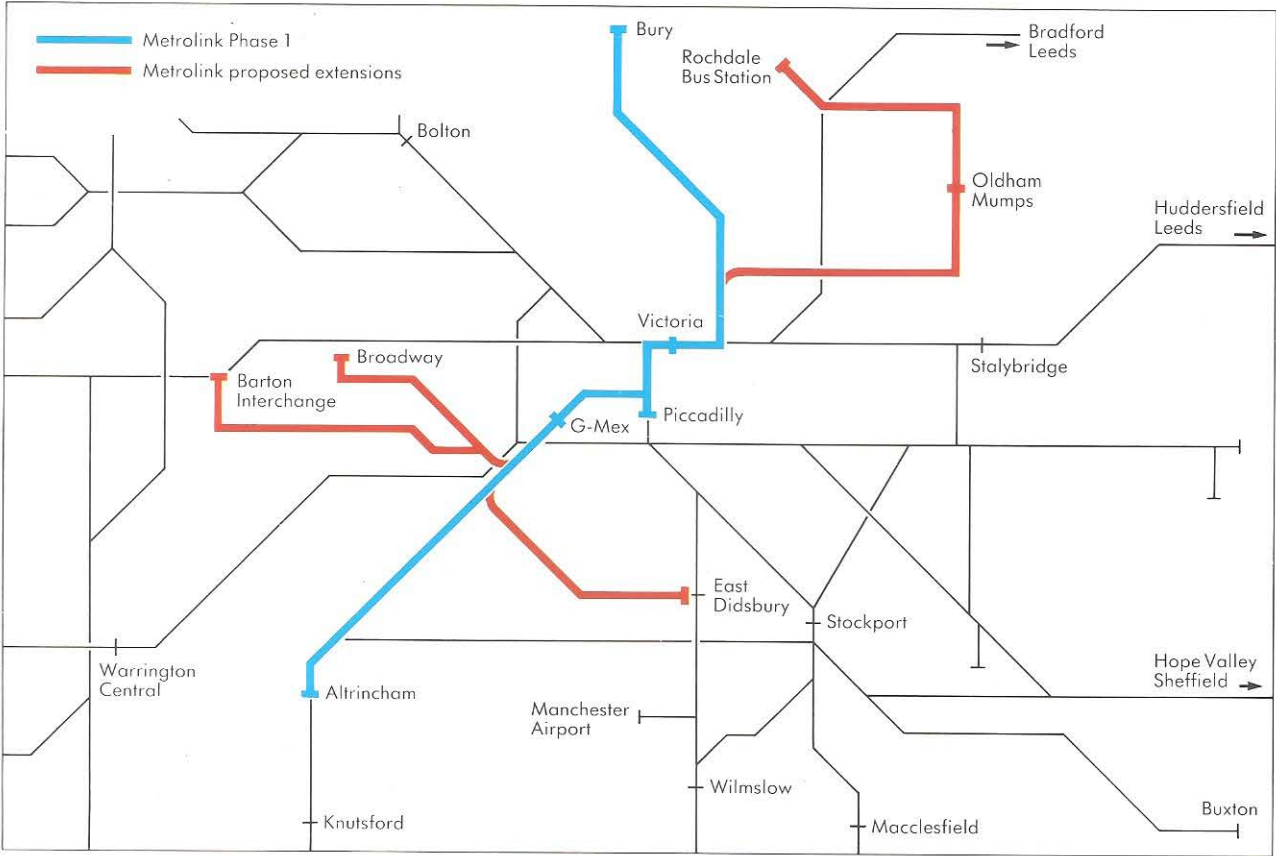 Metrolink Phase 1
Metrolink proposed extensions
Bury
Rochdale
Bus Station
Bradford
Leeds
Bolton
Oldham
Mumps
Huddersfield
Leeds
Victoria
Stalybridge
Broadway
Barton
Interchange
Piccadilly
G-Mex
East
Didsbury
Stockport
Warrington
Central
Altrincham
Hope Valley
Sheffield
Manchester
Airport
Wilmslow
Knutsford
Macclesfield
Buxton